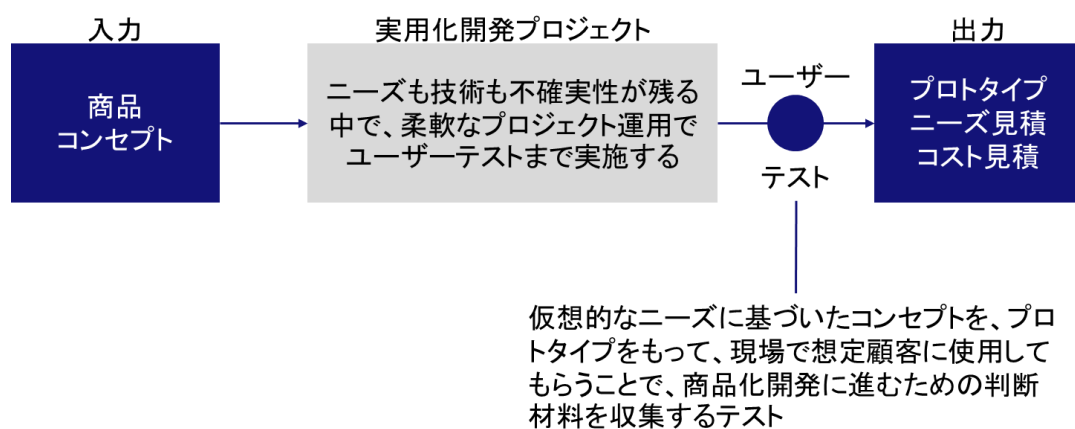 入力
商品
コンセプト
実用化開発プロジェクト
ニーズも技術も不確実性が残る
中で、柔軟なプロジェクト運用で
ユーザーテストまで実施する
ユーザー
テスト
出力
プロトタイプ
ニーズ見積
コスト見積
仮想的なニーズに基づいたコンセプトを、プロ
トタイプをもって、現場で想定顧客に使用して
もらうことで、商品化開発に進むための判断
材料を収集するテスト